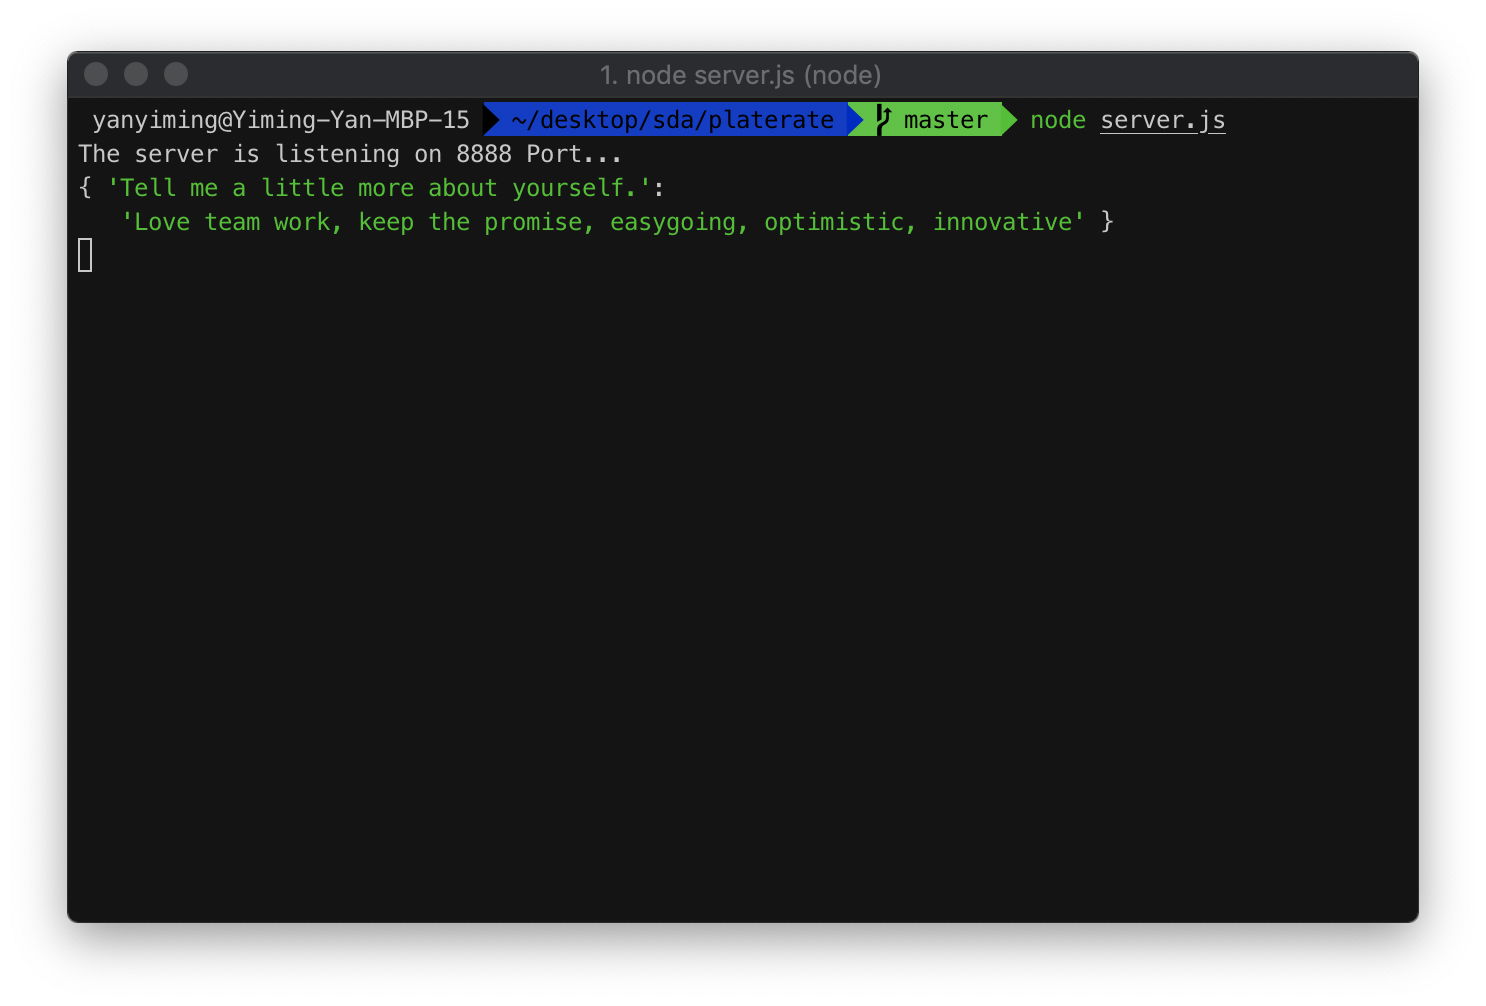 1. node server.js (node)
yanyiming@Yiming-Yan-MBP-15 ~/desktop/sda/platerate master node server.js
The server is listening on 8888 Port...
{ 'Tell me a little more about yourself.':
'Love team work, keep the promise, easygoing, optimistic, innovative' }